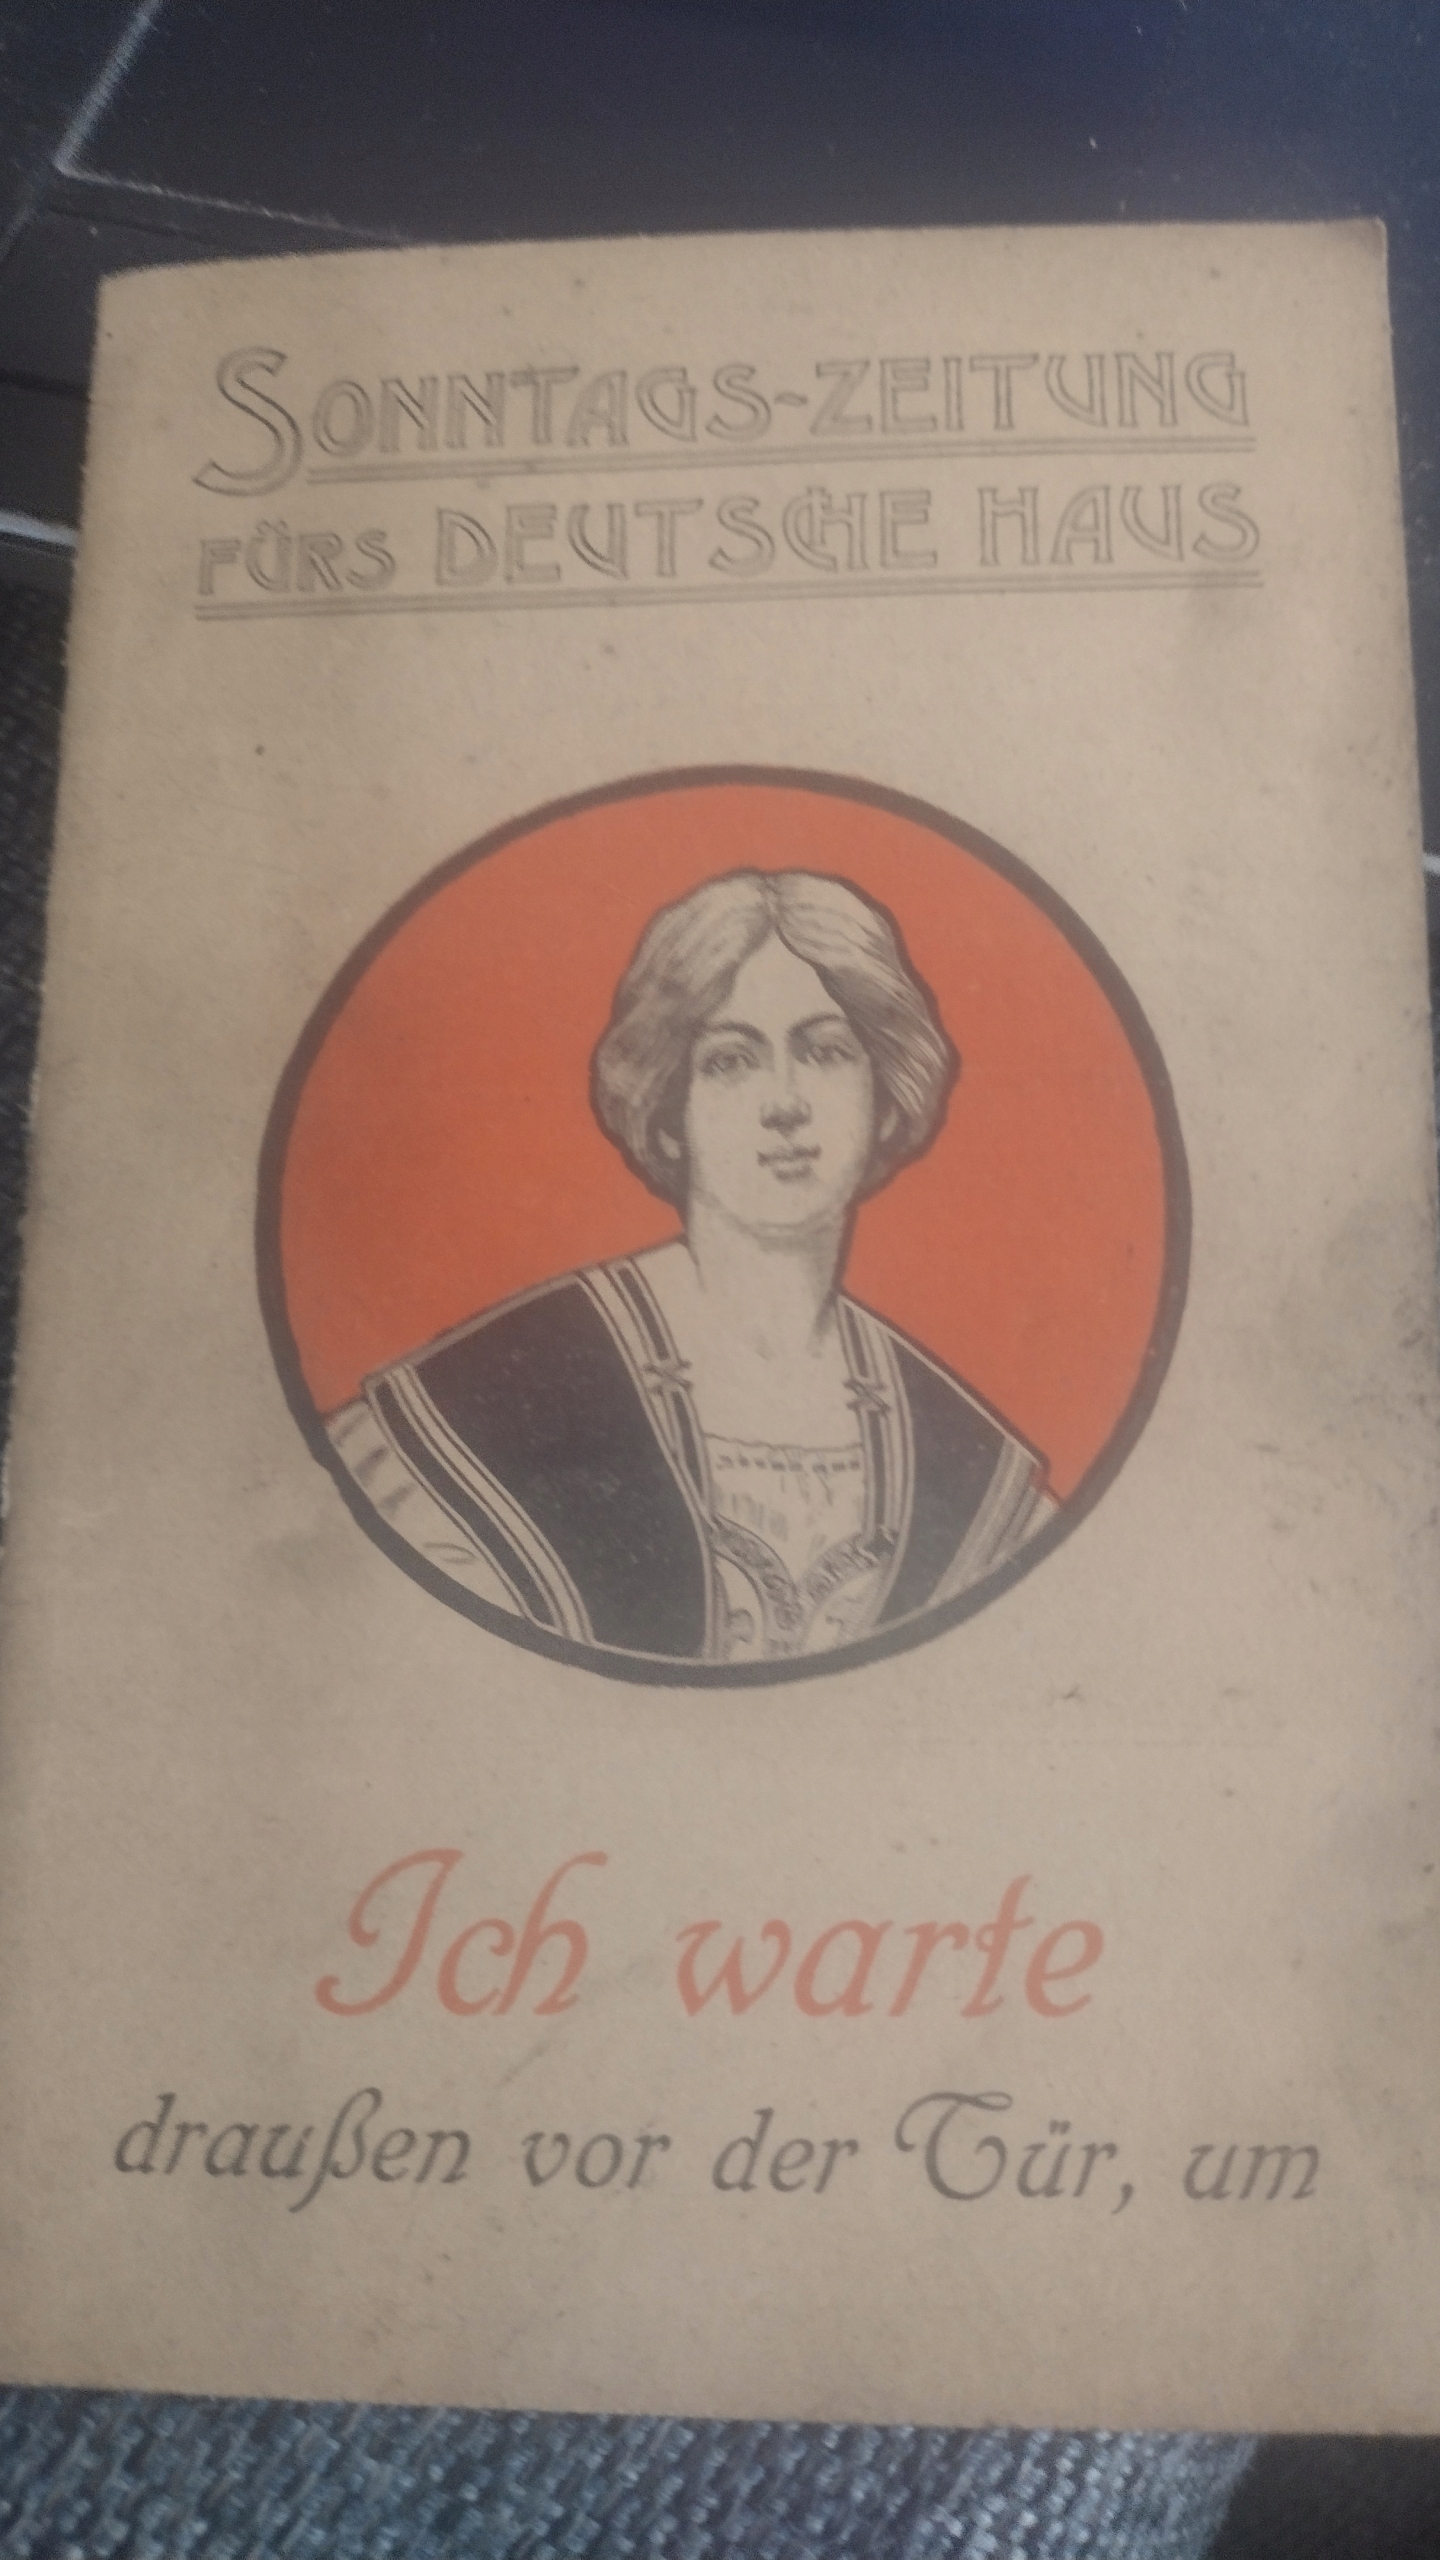 SONNTAGS-ZEITUNG
FÜRS DEUTSCHE HAUS
Ich warte
draußen vor der Tür, um